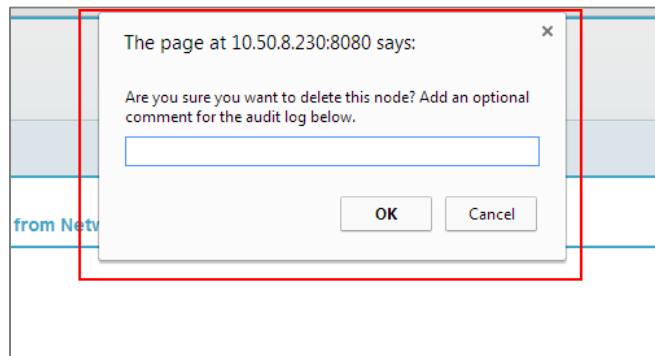 The page at 10.50.8.230:8080 says:
Are you sure you want to delete this node? Add an optional
comment for the audit log below.
OK Cancel
from Netw